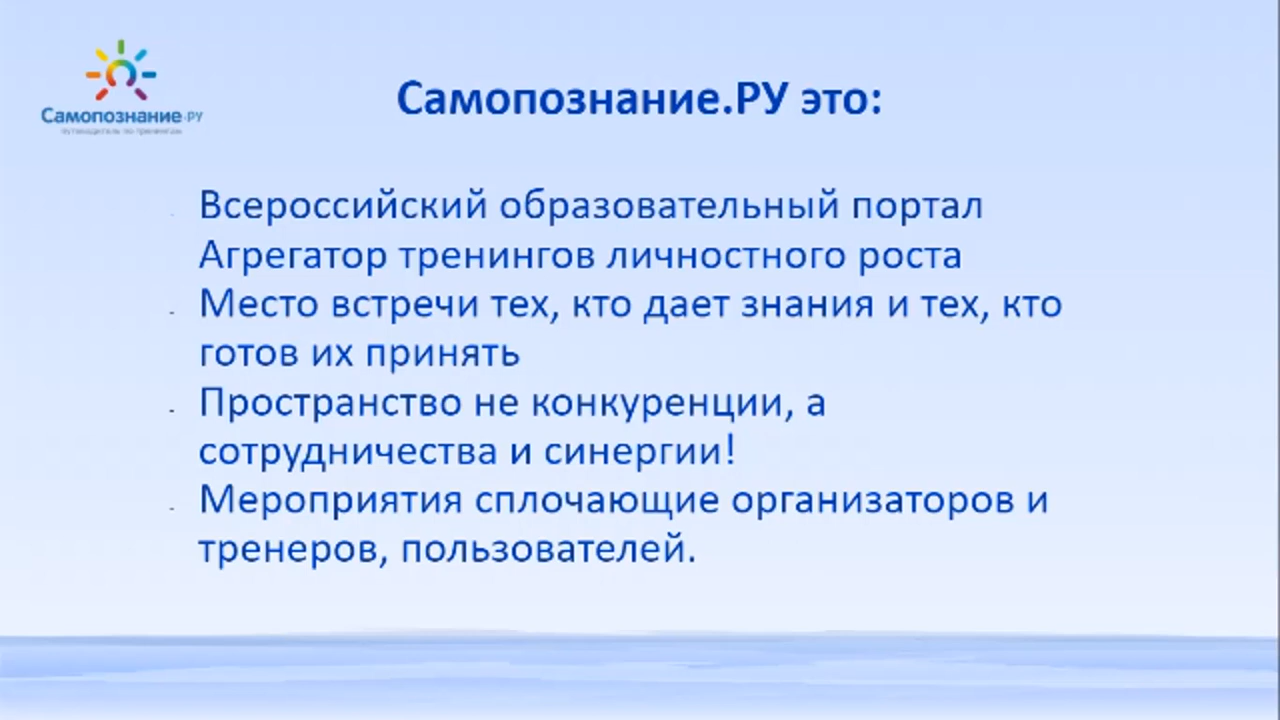 Самопознание.РУ
путеводитель по тренингам
Самопознание.РУ это:
- Всероссийский образовательный портал
Агрегатор тренингов личностного роста
- Место встречи тех, кто дает знания и тех, кто
готов их принять
- Пространство не конкуренции, а
сотрудничества и синергии!
- Мероприятия сплочающие организаторов и
тренеров, пользователей.